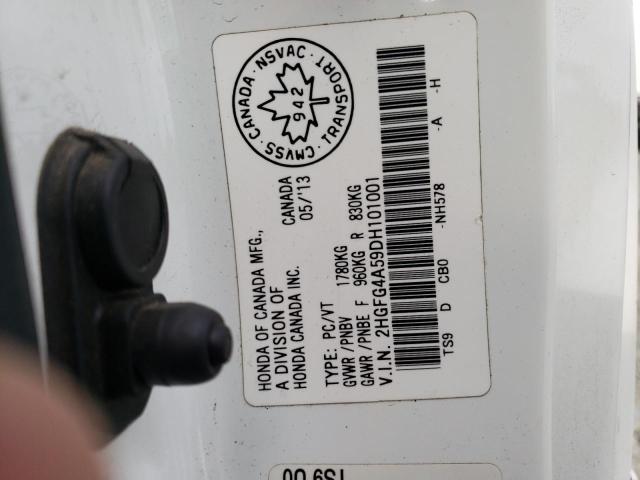 CANADA · NSVAC · TRANSPORT · CMVSS ·
942
HONDA OF CANADA MFG., CANADA
A DIVISION OF 05/'13
HONDA CANADA INC.
TYPE: PC/VT
GVWR/PNBV 1780KG
GAWR/PNBE F 960KG R 830KG
V.I.N. 2HGFG4A59DH101001
TS9 D CB0 -NH578 -A -H